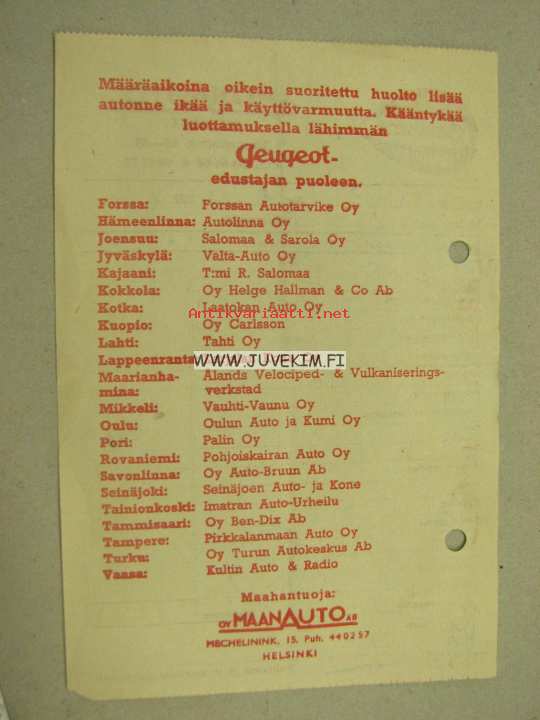 Määräaikoina oikein suoritettu huolto lisää
autonne ikää ja käyttövarmuutta. Kääntykää
luottamuksella lähimmän
Peugeot-
edustajan puoleen.
Forssa: Forssan Autotarvike Oy
Hämeenlinna: Autolinna Oy
Joensuu: Salomaa & Sarola Oy
Jyväskylä: Valta-Auto Oy
Kajaani: T:mi R. Salomaa
Kokkola: Oy Helge Hallman & Co Ab
Kotka: Laatokan Auto Oy
Antikvariaatti.net
Kuopio: Oy Carlsson
Lahti: Tahti Oy
Lappeenranta
WWW.JUVEKIM.FI
Maarianha- Ålands Velociped- & Vulkaniserings-
mina: verkstad
Mikkeli: Vauhti-Vaunu Oy
Oulu: Oulun Auto ja Kumi Oy
Pori: Palin Oy
Rovaniemi: Pohjoiskairan Auto Oy
Savonlinna: Oy Auto-Bruun Ab
Seinäjoki: Seinäjoen Auto- ja Kone
Tainionkoski: Imatran Auto-Urheilu
Tammisaari: Oy Ben-Dix Ab
Tampere: Pirkkalanmaan Auto Oy
Turku: Oy Turun Autokeskus Ab
Vaasa: Kultin Auto & Radio
Maahantuoja:
OY MAANAUTO AB
MECHELININK. 15. Puh. 440257
HELSINKI